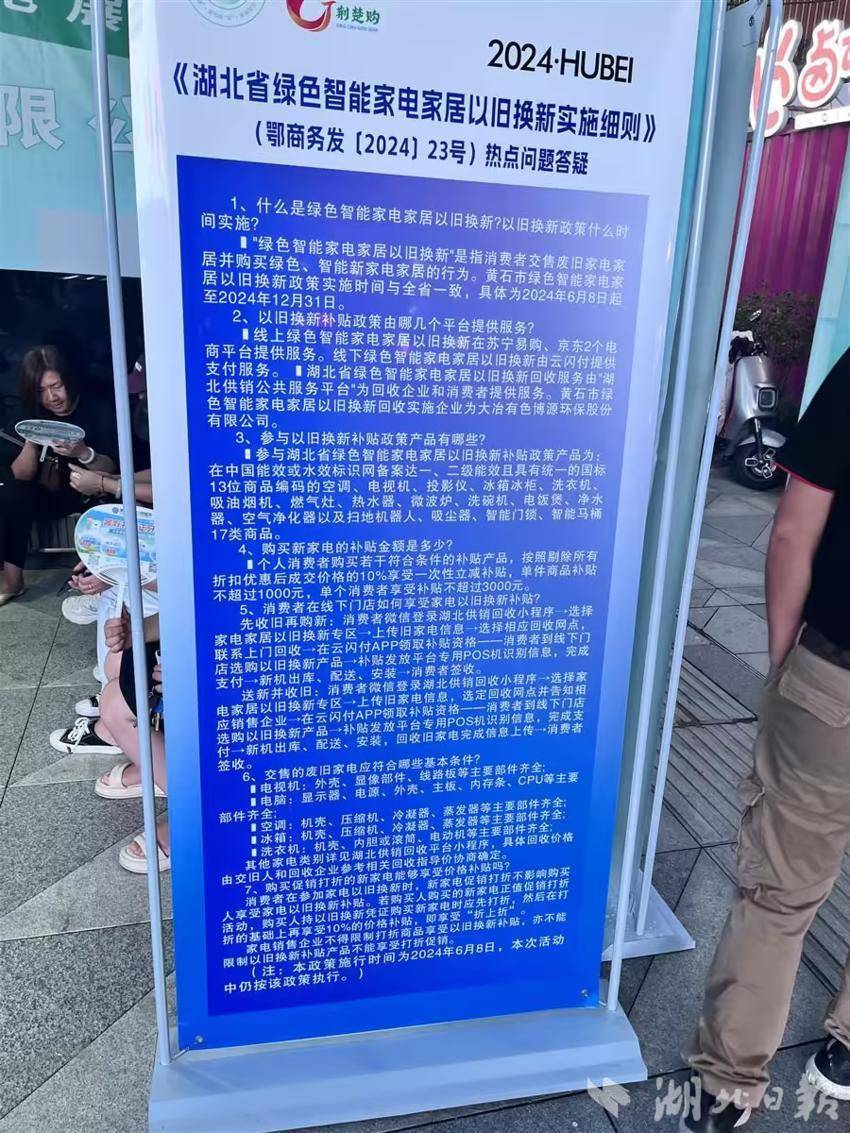 展
限公
荆楚购
JING CHU GOU
2024·HUBEI
《湖北省绿色智能家电家居以旧换新实施细则》
(鄂商务发〔2024〕23号)热点问题答疑
1、什么是绿色智能家电家居以旧换新?以旧换新政策什么时
间实施?
"绿色智能家电家居以旧换新"是指消费者交售废旧家电家
居并购买绿色、智能新家电家居的行为。黄石市绿色智能家电家
居以旧换新政策实施时间与全省一致，具体为2024年6月8日起
至2024年12月31日。
2、以旧换新补贴政策由哪几个平台提供服务?
线上绿色智能家电家居以旧换新在苏宁易购、京东2个电
商平台提供服务。线下绿色智能家电家居以旧换新由云闪付提供
支付服务。 湖北省绿色智能家电家居以旧换新回收服务由"湖
北供销公共服务平台"为回收企业和消费者提供服务。黄石市绿
色智能家电家居以旧换新回收实施企业为大冶有色博源环保股份
有限公司。
3、参与以旧换新补贴政策产品有哪些?
参与湖北省绿色智能家电家居以旧换新补贴政策产品为:
在中国能效或水效标识网备案达一、二级能效且具有统一的国标
13位商品编码的空调、电视机、投影仪、冰箱冰柜、洗衣机、
吸油烟机、燃气灶、热水器、微波炉、洗碗机、电饭煲、净水
器、空气净化器以及扫地机器人、吸尘器、智能门锁、智能马桶
17类商品。
4、购买新家电的补贴金额是多少?
个人消费者购买若干符合条件的补贴产品，按照剔除所有
折扣优惠后成交价格的10%享受一次性立减补贴，单件商品补贴
不超过1000元，单个消费者享受补贴不超过3000元。
5、消费者在线下门店如何享受家电以旧换新补贴?
先收旧再购新：消费者微信登录湖北供销回收小程序→选择
家电家居以旧换新专区→上传旧家电信息→选择相应回收网点，
联系上门回收→在云闪付APP领取补贴资格——消费者到线下门
店选购以旧换新产品→补贴发放平台专用POS机识别信息，完成
支付→新机出库、配送、安装→消费者签收。
送新并收旧：消费者微信登录湖北供销回收小程序→选择家
电家居以旧换新专区→上传旧家电信息，选定回收网点并告知相
应销售企业→在云闪付APP领取补贴资格——消费者到线下门店
选购以旧换新产品→补贴发放平台专用POS机识别信息，完成支
付→新机出库、配送、安装，回收旧家电完成信息上传→消费者
签收。
6、交售的废旧家电应符合哪些基本条件?
电视机：外壳、显像部件、线路板等主要部件齐全;
电脑：显示器、电源、外壳、主板、内存条、CPU等主要
部件齐全;
空调：机壳、压缩机、冷凝器、蒸发器等主要部件齐全;
冰箱：机壳、压缩机、冷凝器、蒸发器等主要部件齐全;
洗衣机：机壳、内胆或滚筒、电动机等主要部件齐全;
其他家电类别详见湖北供销回收平台小程序，具体回收价格
由交旧人和回收企业参考相关回收指导价协商确定。
7、购买促销打折的新家电能够享受价格补贴吗?
消费者在参加家电以旧换新时，新家电促销打折不影响购买
人享受家电以旧换新补贴。若购买人购买的新家电正值促销打折
活动，购买人持以旧换新凭证购买新家电时应先打折，然后在打
折的基础上再享受10%的价格补贴，即享受“折上折”。
家电销售企业不得限制打折商品享受以旧换新补贴，亦不能
限制以旧换新补贴产品不能享受打折促销。
(注：本政策施行时间为2024年6月8日，本次活动
中仍按该政策执行。)
湖北日报